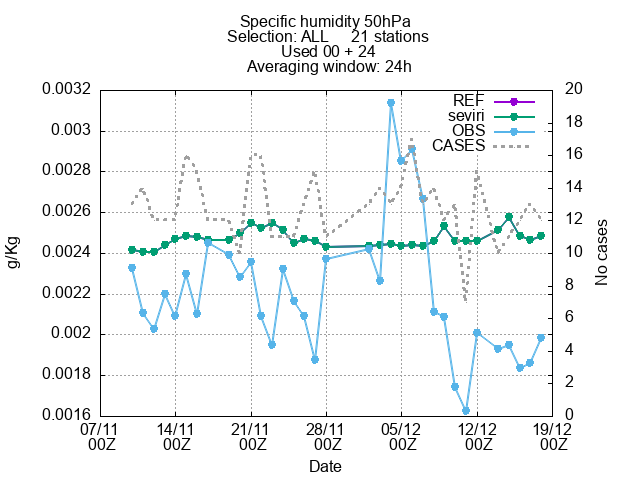 Specific humidity 50hPa
Selection: ALL 21 stations
Used 00 + 24
Averaging window: 24h
REF
seviri
OBS
CASES
0.0032
0.003
0.0028
0.0026
0.0024
0.0022
0.002
0.0018
0.0016
20
18
16
14
12
10
8
6
4
2
0
g/Kg
No cases
07/11 14/11 21/11 28/11 05/12 12/12 19/12
00Z 00Z 00Z 00Z 00Z 00Z 00Z
Date